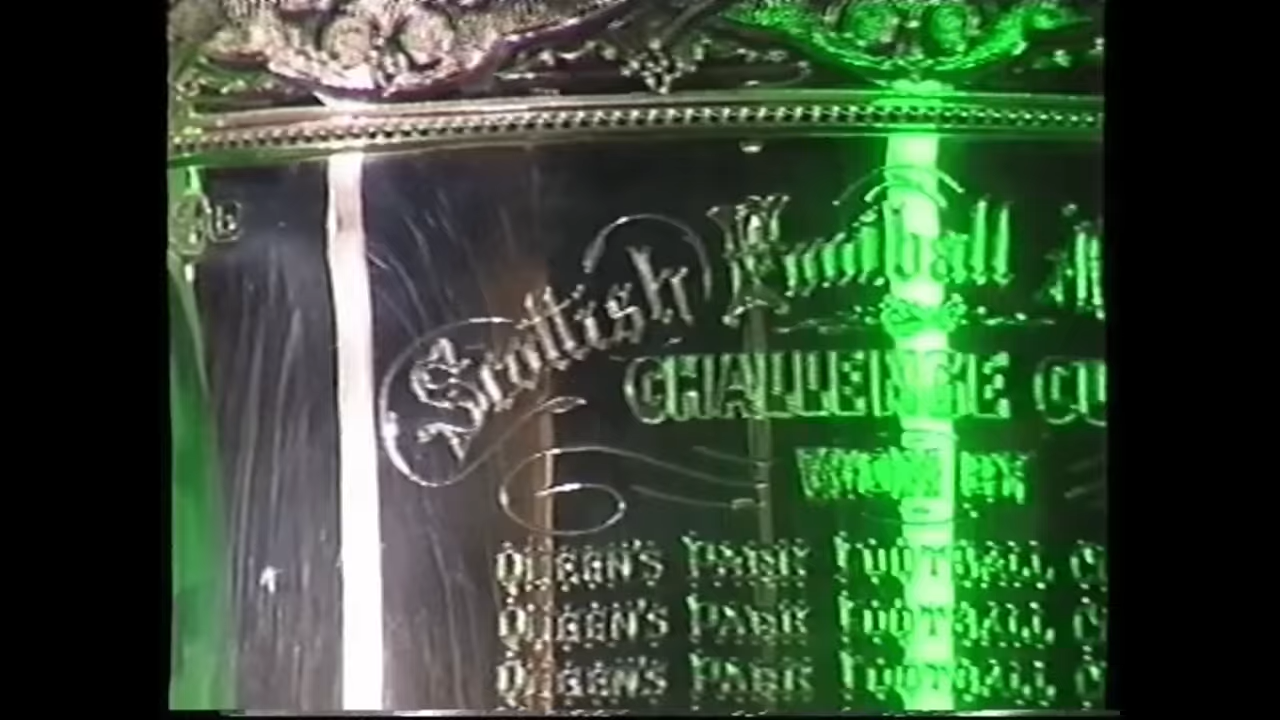 Scottish Football
CHALLENGE CU
WON BY
QUEEN'S PARK FOOTBALL C
QUEEN'S PARK FOOTBALL C
QUEEN'S PARK FOOTBALL C